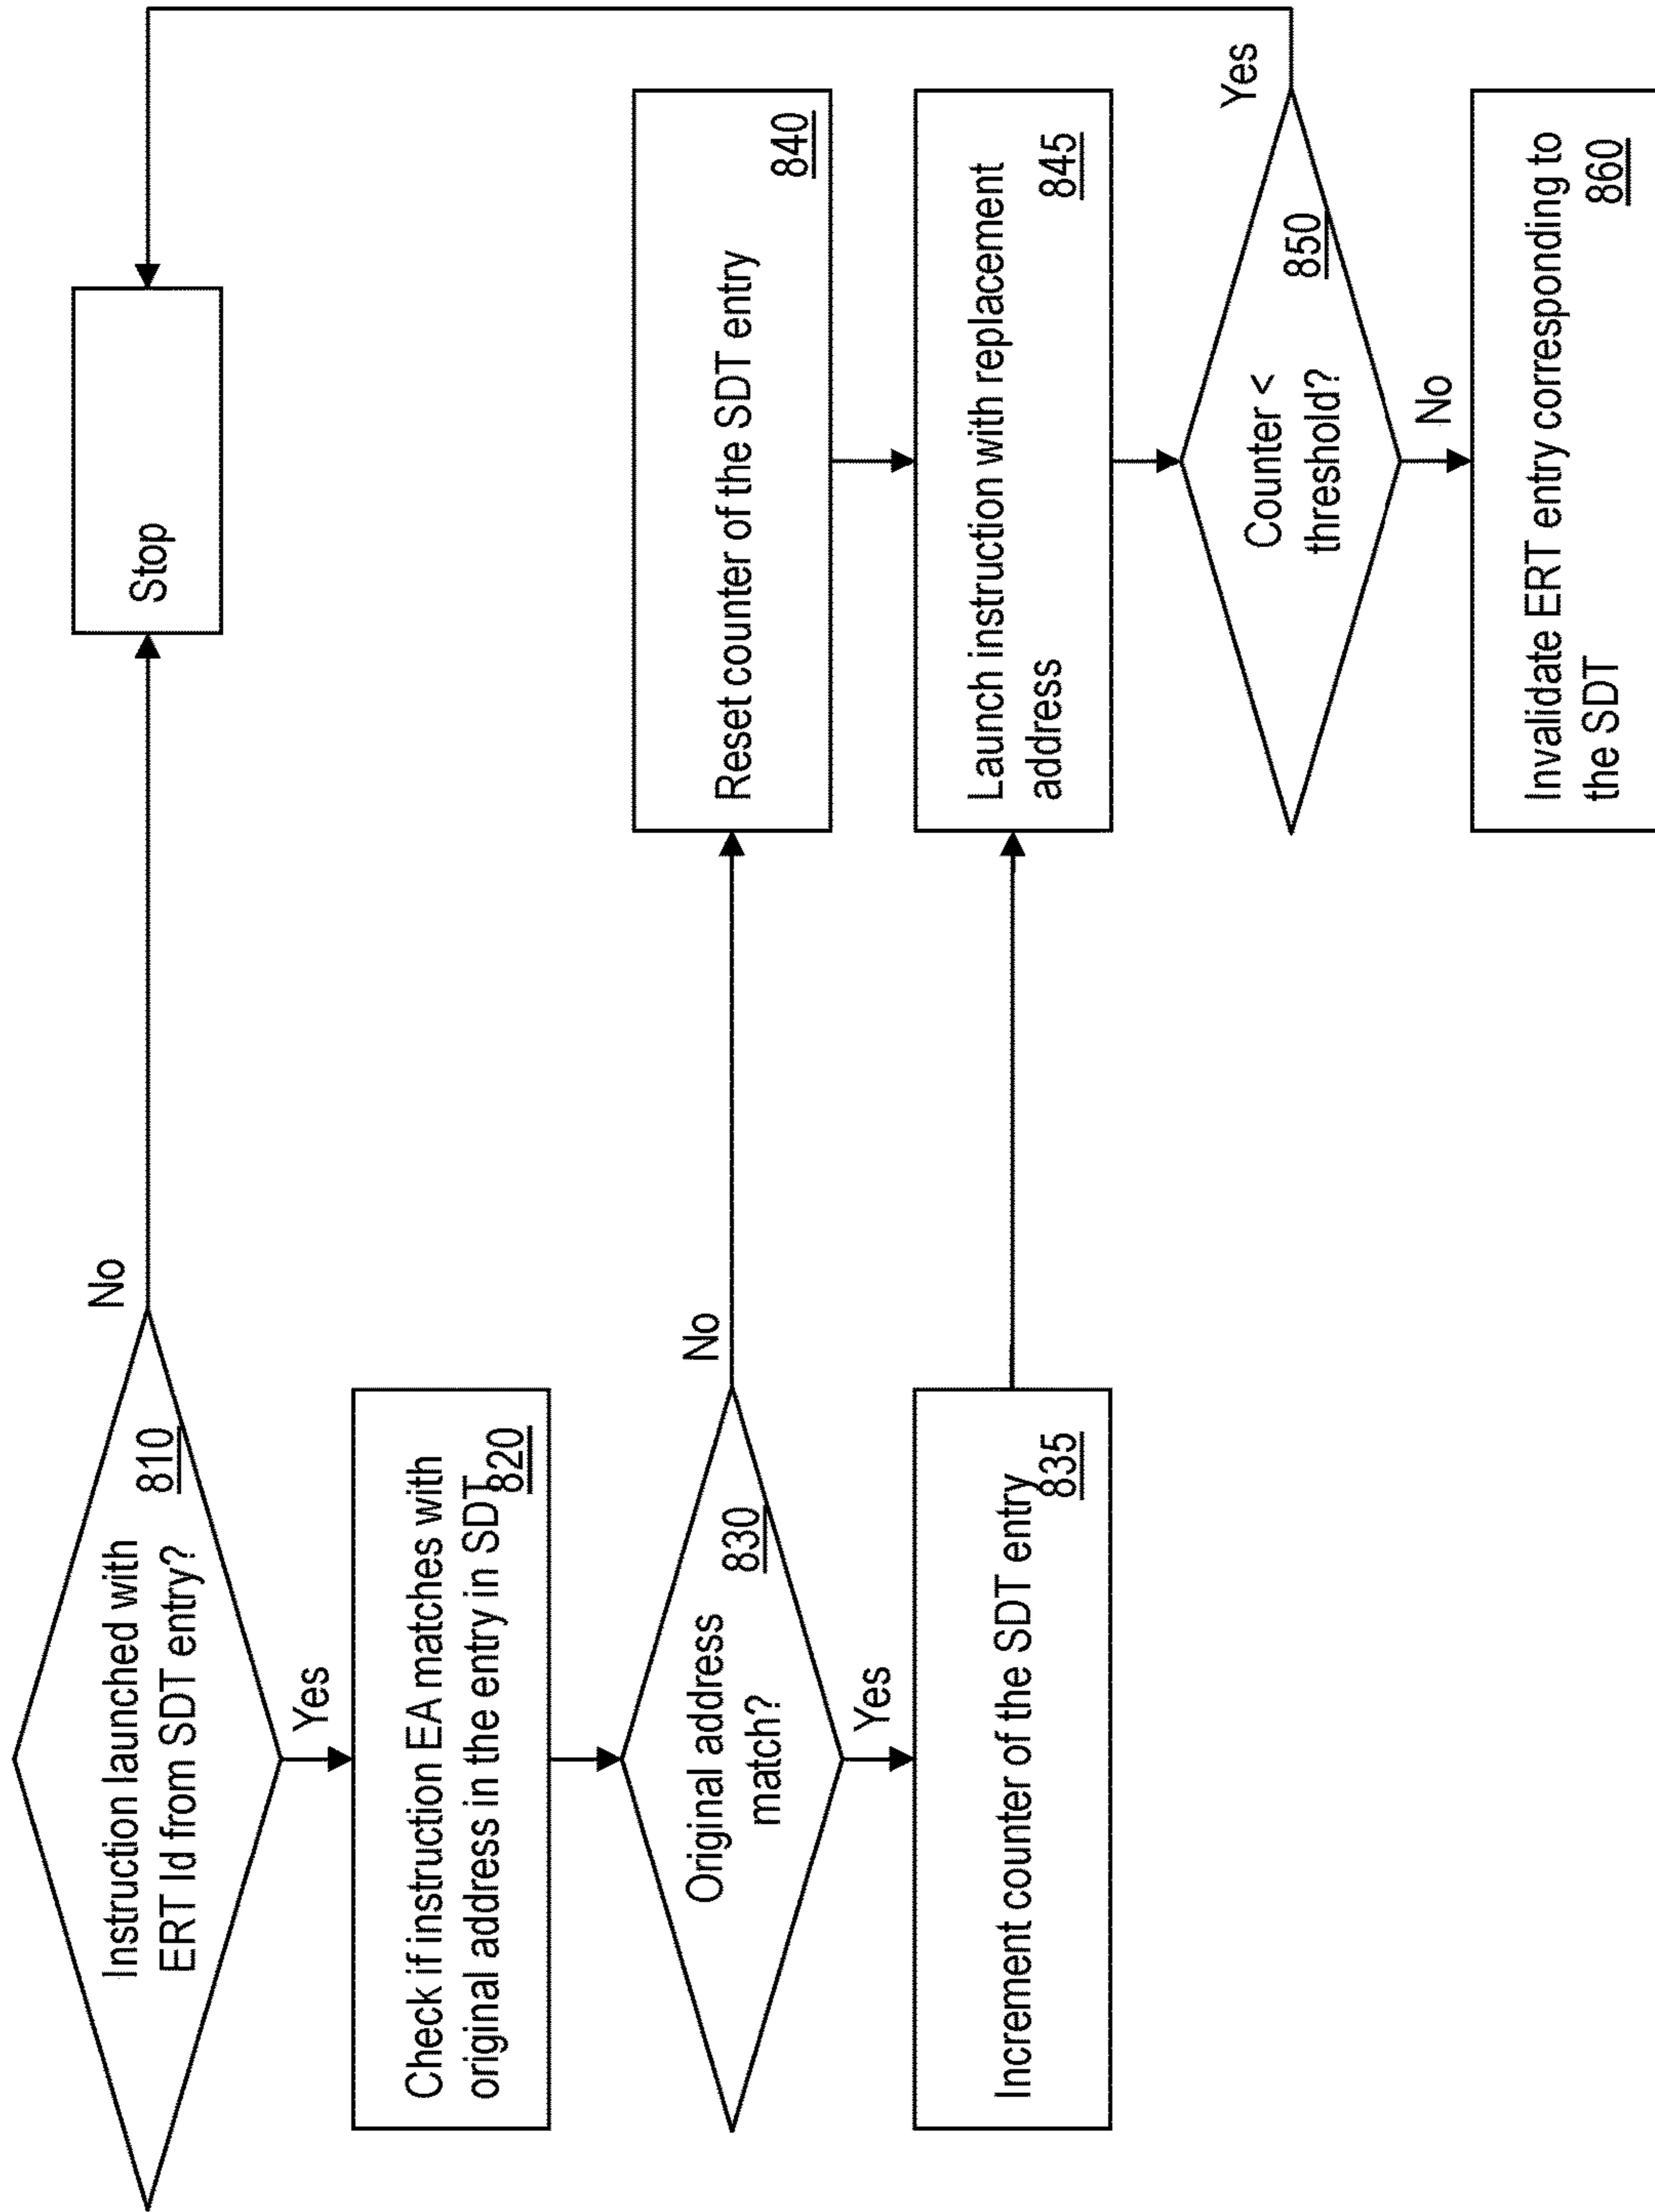 Instruction launched with
ERT Id from SDT entry?
810
No
Yes
Stop
Check if instruction EA matches with
original address in the entry in SDT
820
Original address
match?
830
No
Yes
Increment counter of the SDT entry
835
Reset counter of the SDT entry
840
Launch instruction with replacement
address
845
Counter <
threshold?
850
Yes
No
Invalidate ERT entry corresponding to
the SDT
860